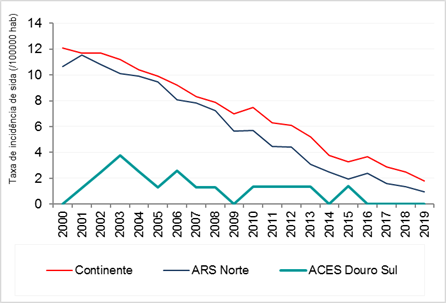 Taxa de incidência de sida (/100000 hab)
14
12
10
8
6
4
2
0
2000 2001 2002 2003 2004 2005 2006 2007 2008 2009 2010 2011 2012 2013 2014 2015 2016 2017 2018 2019
Continente ARS Norte ACES Douro Sul